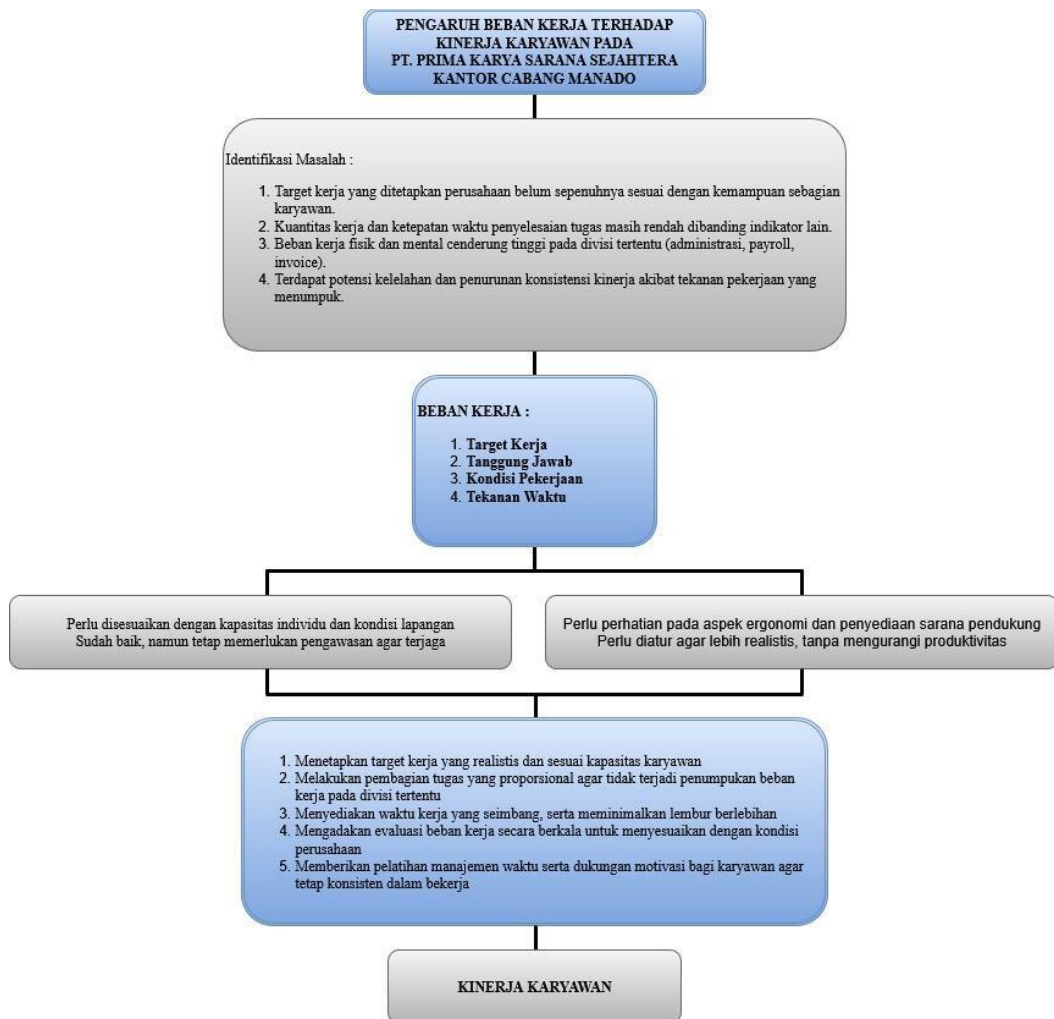 PENGARUH BEBAN KERJA TERHADAP
KINERJA KARYAWAN PADA
PT. PRIMA KARYA SARANA SEJAHTERA
KANTOR CABANG MANADO
Identifikasi Masalah :
1. Target kerja yang ditetapkan perusahaan belum sepenuhnya sesuai dengan kemampuan sebagian
karyawan.
2. Kuantitas kerja dan ketepatan waktu penyelesaian tugas masih rendah dibanding indikator lain.
3. Beban kerja fisik dan mental cenderung tinggi pada divisi tertentu (administrasi, payroll,
invoice).
4. Terdapat potensi kelelahan dan penurunan konsistensi kinerja akibat tekanan pekerjaan yang
menumpuk.
BEBAN KERJA :
1. Target Kerja
2. Tanggung Jawab
3. Kondisi Pekerjaan
4. Tekanan Waktu
Perlu disesuaikan dengan kapasitas individu dan kondisi lapangan
Sudah baik, namun tetap memerlukan pengawasan agar terjaga
Perlu perhatian pada aspek ergonomi dan penyediaan sarana pendukung
Perlu diatur agar lebih realistis, tanpa mengurangi produktivitas
1. Menetapkan target kerja yang realistis dan sesuai kapasitas karyawan
2. Melakukan pembagian tugas yang proporsional agar tidak terjadi penumpukan beban
kerja pada divisi tertentu
3. Menyediakan waktu kerja yang seimbang, serta meminimalkan lembur berlebihan
4. Mengadakan evaluasi beban kerja secara berkala untuk menyesuaikan dengan kondisi
perusahaan
5. Memberikan pelatihan manajemen waktu serta dukungan motivasi bagi karyawan agar
tetap konsisten dalam bekerja
KINERJA KARYAWAN